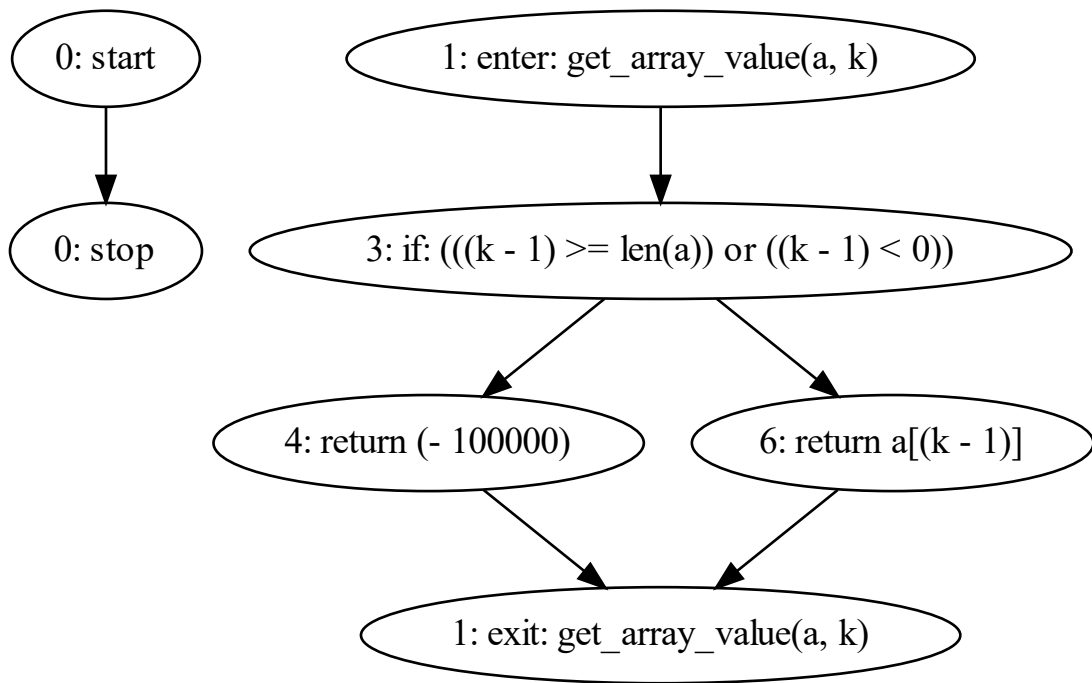 0: start
1: enter: get_array_value(a, k)
0: stop
3: if: (((k - 1) >= len(a)) or ((k - 1) < 0))
4: return (- 100000)
6: return a[(k - 1)]
1: exit: get_array_value(a, k)